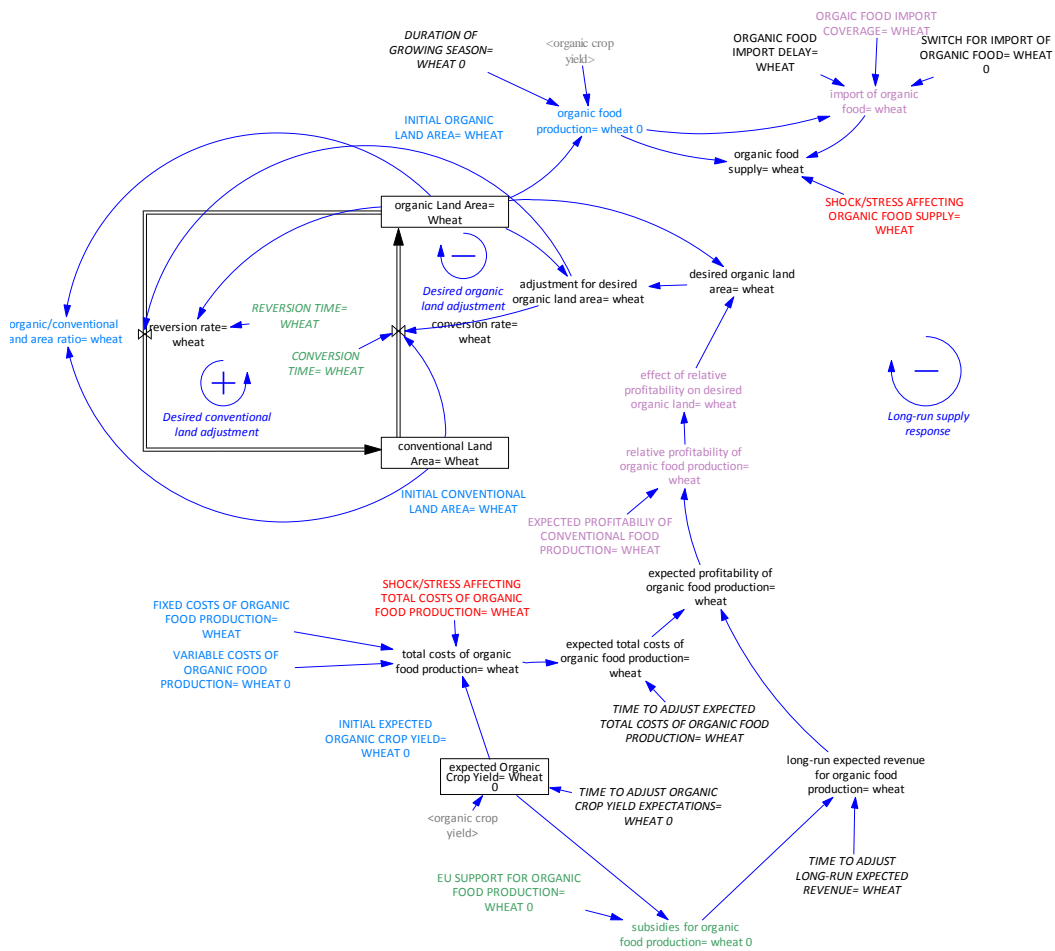 ORGAIC FOOD IMPORT
COVERAGE= WHEAT
DURATION OF
GROWING SEASON=
WHEAT 0
<organic crop
yield>
ORGANIC FOOD
IMPORT DELAY=
WHEAT
SWITCH FOR IMPORT OF
ORGANIC FOOD= WHEAT
0
import of organic
food= wheat
INITIAL ORGANIC
LAND AREA= WHEAT
organic food
production= wheat 0
organic food
supply= wheat
SHOCK/STRESS AFFECTING
ORGANIC FOOD SUPPLY=
WHEAT
organic Land Area=
Wheat
Desired organic
land adjustment
adjustment for desired
organic land area= wheat
desired organic land
area= wheat
organic/conventional
land area ratio= wheat
reversion rate=
wheat
REVERSION TIME=
WHEAT
conversion rate=
wheat
CONVERSION
TIME= WHEAT
Desired conventional
land adjustment
effect of relative
profitability on desired
organic land= wheat
Long-run supply
response
conventional Land
Area= Wheat
relative profitability of
organic food production=
wheat
INITIAL CONVENTIONAL
LAND AREA= WHEAT
EXPECTED PROFITABILIY OF
CONVENTIONAL FOOD
PRODUCTION= WHEAT
expected profitability of
organic food production=
wheat
SHOCK/STRESS AFFECTING
TOTAL COSTS OF ORGANIC
FOOD PRODUCTION= WHEAT
FIXED COSTS OF ORGANIC
FOOD PRODUCTION=
WHEAT
VARIABLE COSTS OF
ORGANIC FOOD
PRODUCTION= WHEAT 0
total costs of organic
food production= wheat
expected total costs of
organic food production=
wheat
TIME TO ADJUST EXPECTED
TOTAL COSTS OF ORGANIC FOOD
PRODUCTION= WHEAT
INITIAL EXPECTED
ORGANIC CROP YIELD=
WHEAT 0
expected Organic
Crop Yield= Wheat
0
TIME TO ADJUST ORGANIC
CROP YIELD EXPECTATIONS=
WHEAT 0
<organic crop
yield>
long-run expected revenue
for organic food
production= wheat
TIME TO ADJUST
LONG-RUN EXPECTED
REVENUE= WHEAT
EU SUPPORT FOR ORGANIC
FOOD PRODUCTION=
WHEAT 0
subsidies for organic
food production= wheat 0